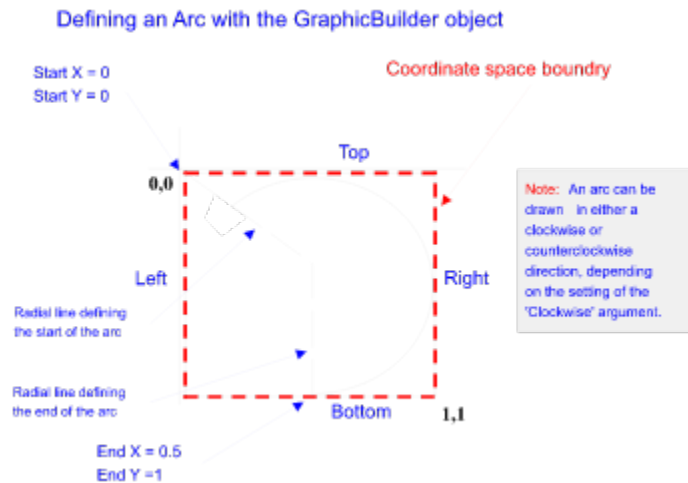 Defining an Arc with the GraphicBuilder object
Start X = 0
Start Y = 0
Coordinate space boundry
Top
0,0
Note: An arc can be
drawn in either a
clockwise or
counterclockwise
direction, depending
on the setting of the
'Clockwise' argument.
Left
Right
Radial line defining
the start of the arc
Radial line defining
the end of the arc
Bottom
1,1
End X = 0.5
End Y =1